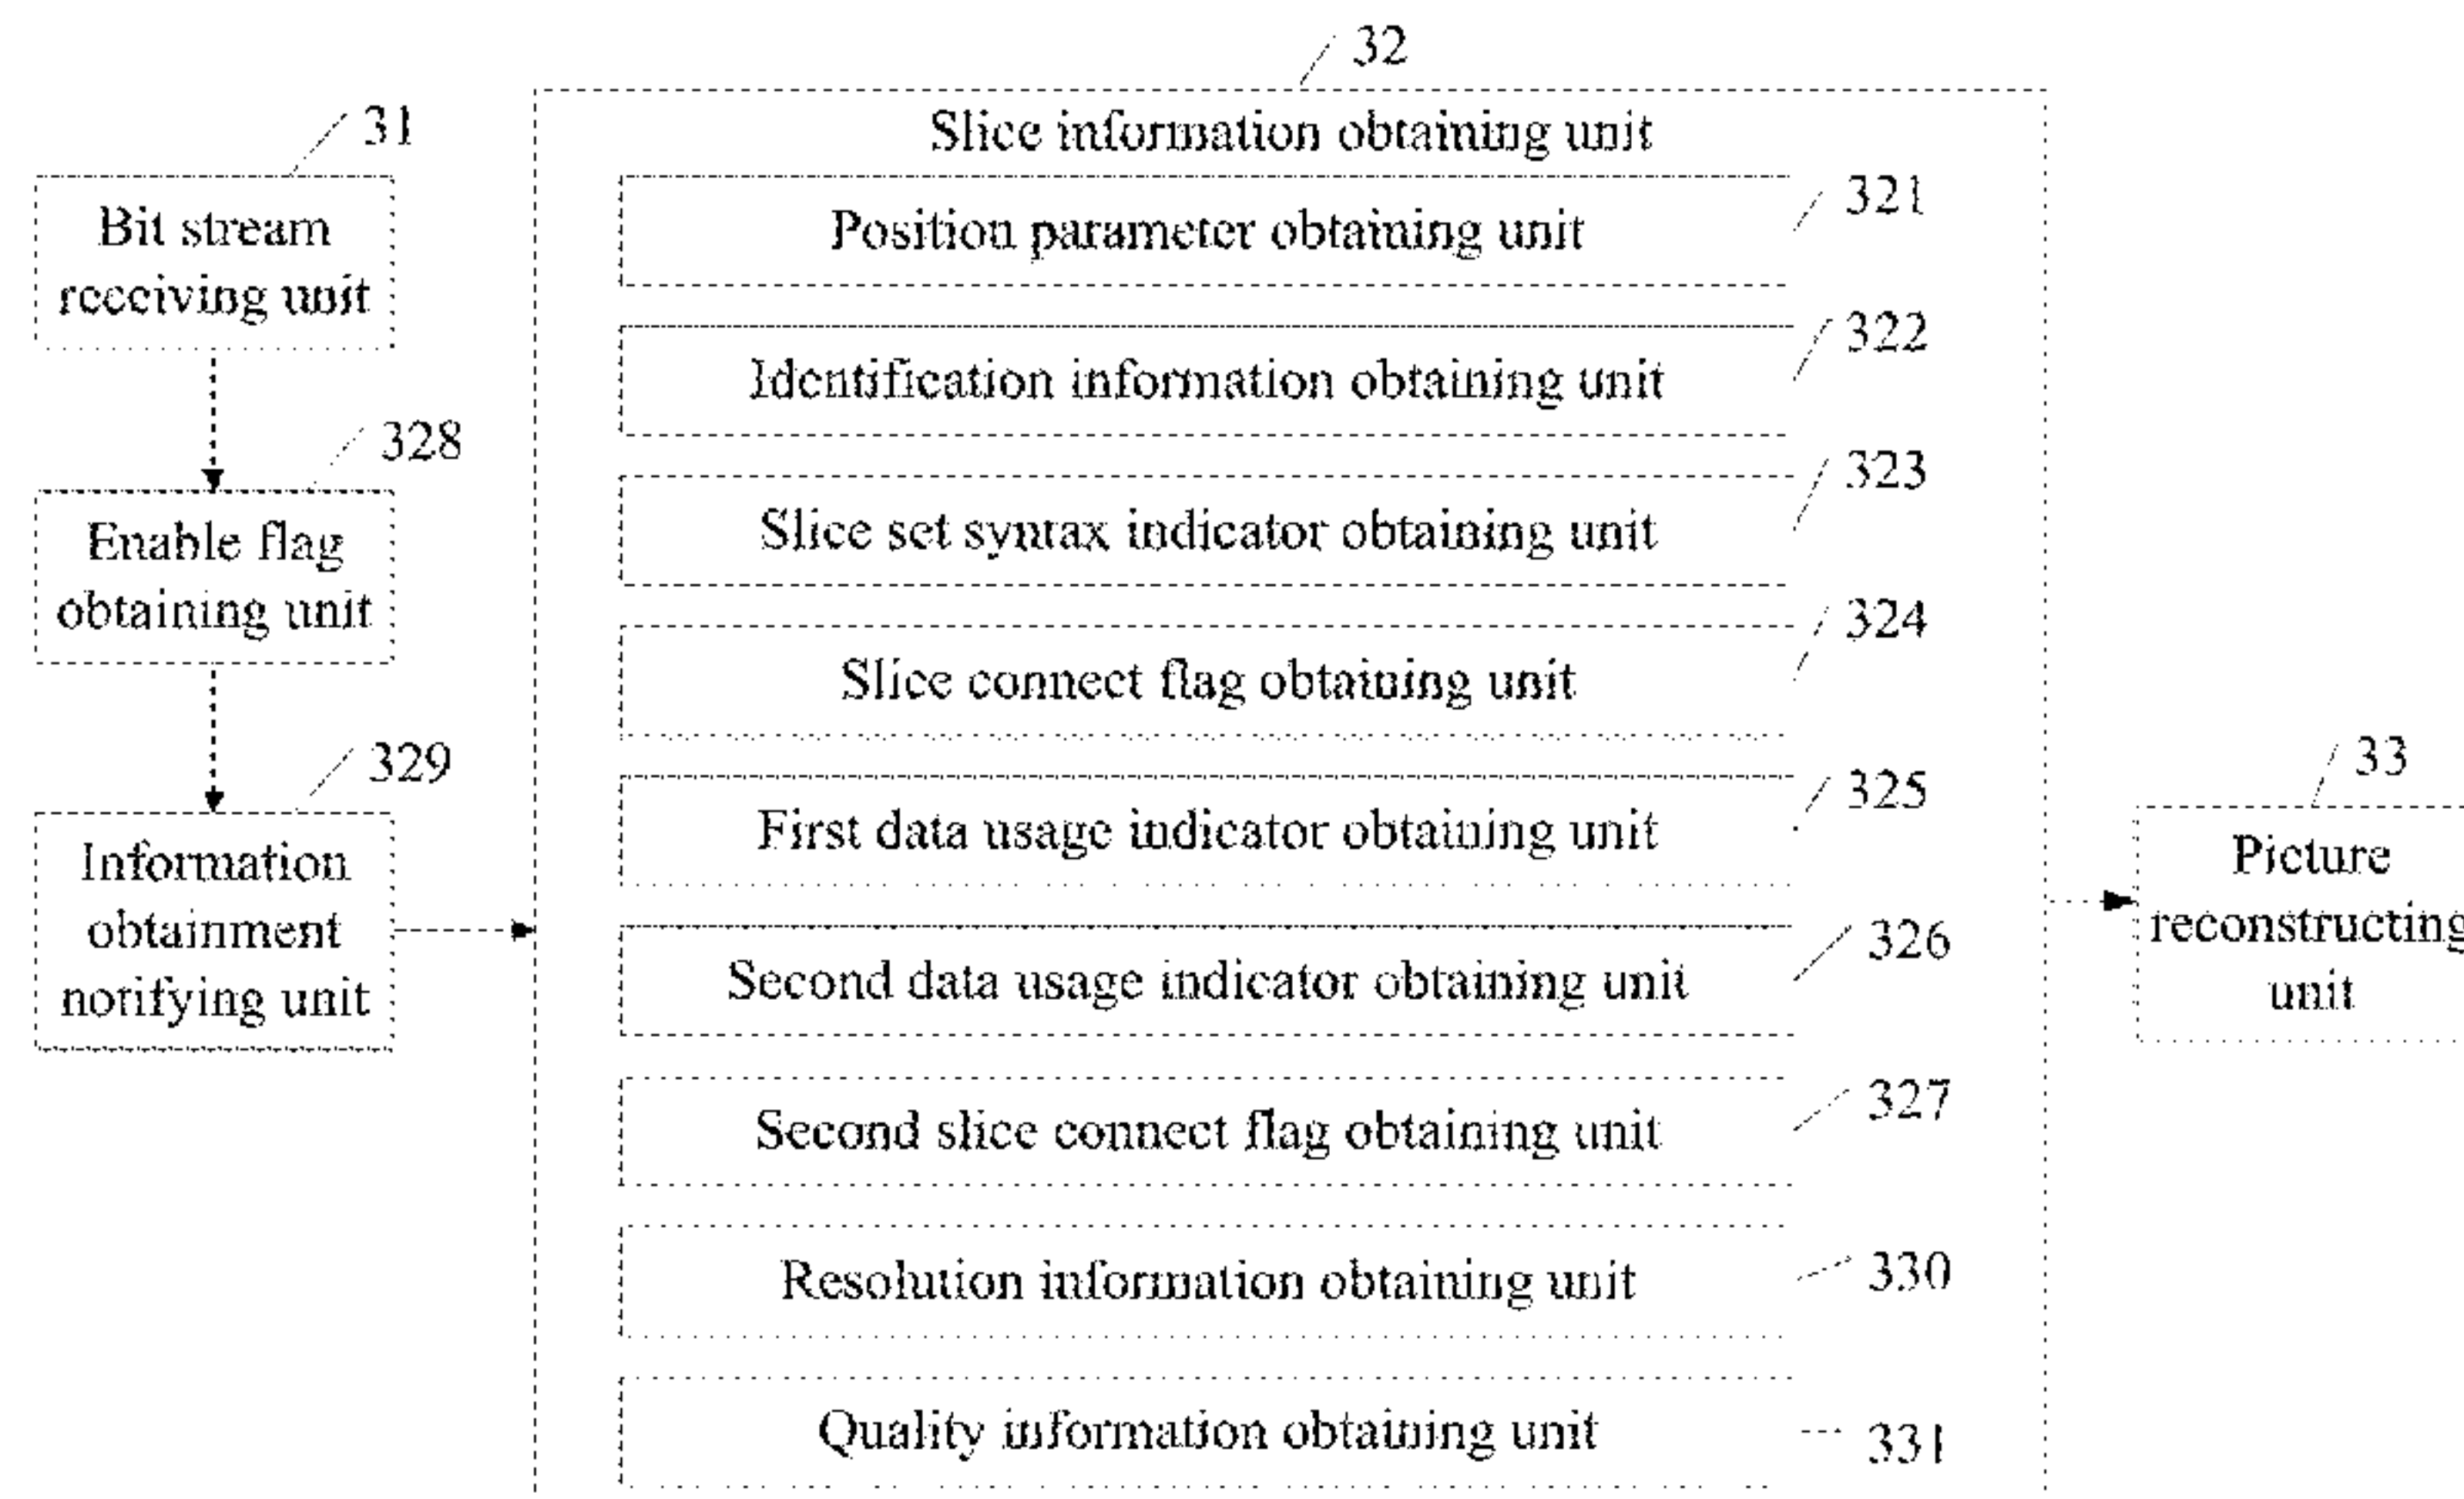 32
Slice information obtaining unit
31
Bit stream
receiving unit
321
Position parameter obtaining unit
322
Identification information obtaining unit
328
Enable flag
obtaining unit
323
Slice set syntax indicator obtaining unit
324
Slice connect flag obtaining unit
329
Information
obtainment
notifying unit
325
First data usage indicator obtaining unit
326
Second data usage indicator obtaining unit
327
Second slice connect flag obtaining unit
330
Resolution information obtaining unit
331
Quality information obtaining unit
33
Picture
reconstructing
unit